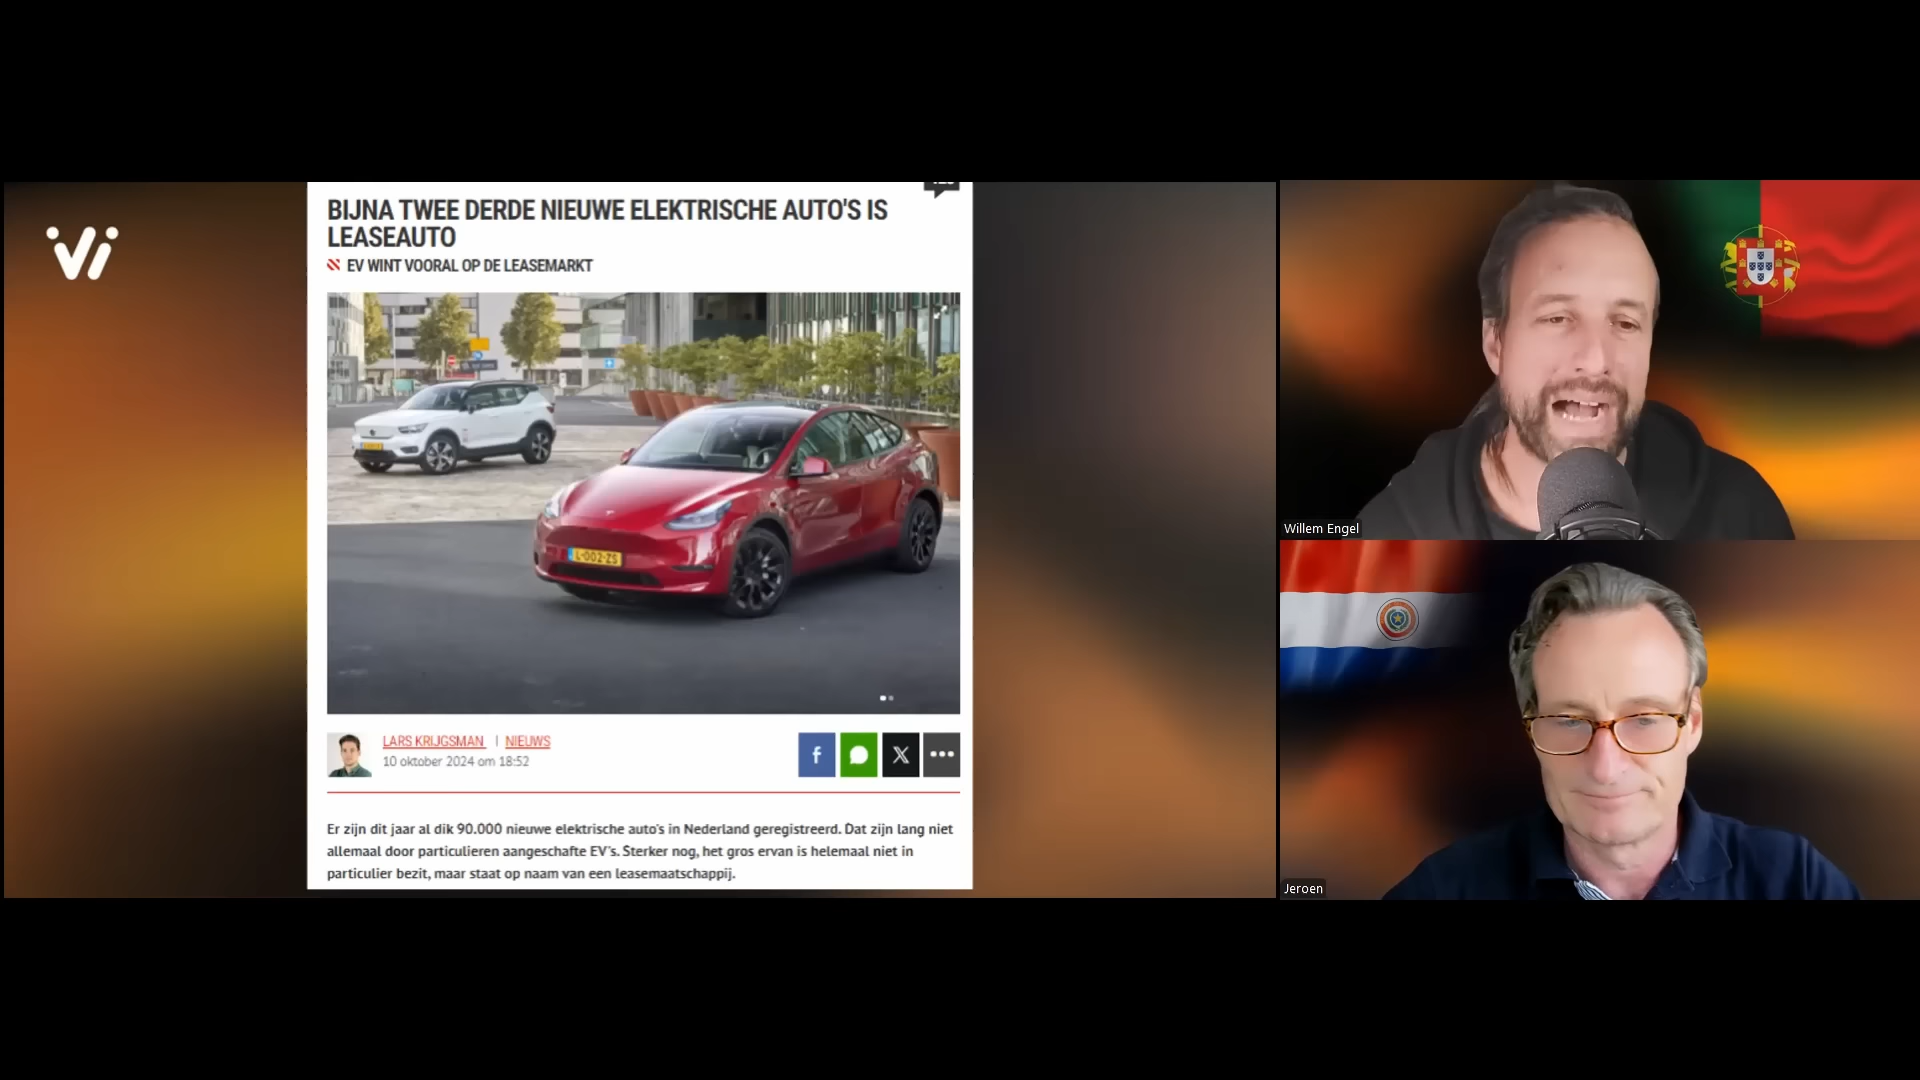 BIJNA TWEE DERDE NIEUWE ELEKTRISCHE AUTO'S IS
LEASEAUTO
EV WINT VOORAL OP DE LEASEMARKT
L-002-ZS
LARS KRIJGSMAN | NIEUWS
10 oktober 2024 om 18:52
Er zijn dit jaar al dik 90.000 nieuwe elektrische auto's in Nederland geregistreerd. Dat zijn lang niet
allemaal door particulieren aangeschafte EV's. Sterker nog, het gros ervan is helemaal niet in
particulier bezit, maar staat op naam van een leasemaatschappij.
Willem Engel
Jeroen